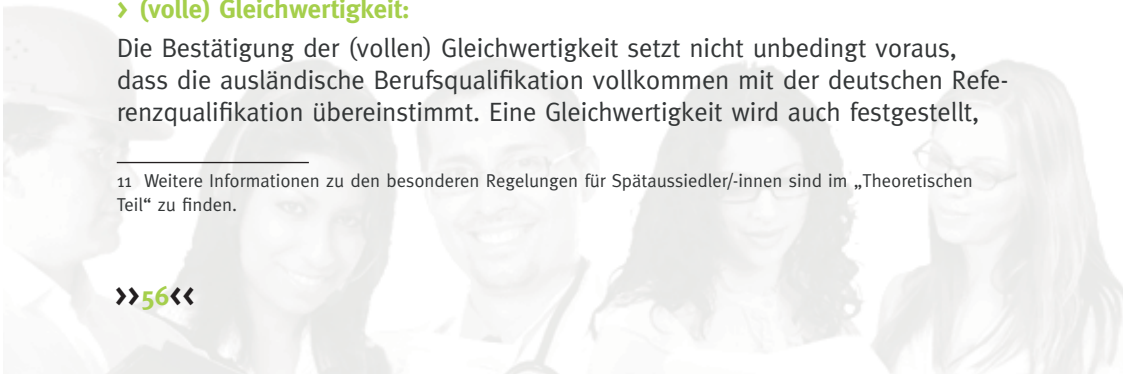 > (volle) Gleichwertigkeit:
Die Bestätigung der (vollen) Gleichwertigkeit setzt nicht unbedingt voraus,
dass die ausländische Berufsqualifikation vollkommen mit der deutschen Refe-
renzqualifikation übereinstimmt. Eine Gleichwertigkeit wird auch festgestellt,
11 Weitere Informationen zu den besonderen Regelungen für Spätaussiedler/-innen sind im „Theoretischen
Teil“ zu finden.
>>56<<